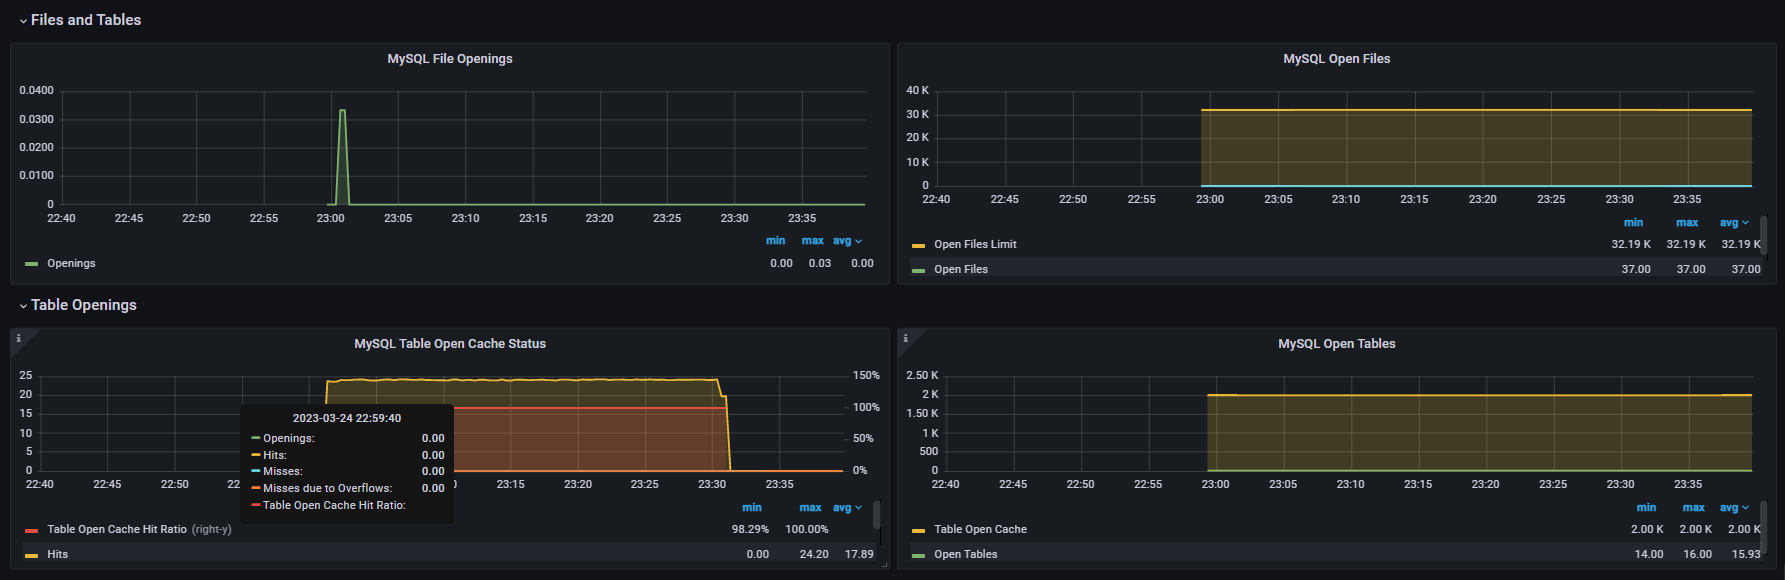 Files and Tables
MySQL File Openings
0.0400
0.0300
0.0200
0.0100
0
22:40 22:45 22:50 22:55 23:00 23:05 23:10 23:15 23:20 23:25 23:30 23:35
min max avg
Openings 0.00 0.03 0.00
MySQL Open Files
40 K
30 K
20 K
10 K
0
22:40 22:45 22:50 22:55 23:00 23:05 23:10 23:15 23:20 23:25 23:30 23:35
min max avg
Open Files Limit 32.19 K 32.19 K 32.19 K
Open Files 37.00 37.00 37.00
Table Openings
i
MySQL Table Open Cache Status
25 150%
20
15 100%
10 50%
5
0 0%
2023-03-24 22:59:40
Openings: 0.00
Hits: 0.00
Misses: 0.00
Misses due to Overflows: 0.00
Table Open Cache Hit Ratio:
22:40 22:45 22:50 23:15 23:20 23:25 23:30 23:35
min max avg
Table Open Cache Hit Ratio (right-y) 98.29% 100.00%
Hits 0.00 24.20 17.89
i
MySQL Open Tables
2.50 K
2 K
1.50 K
1 K
500
0
22:40 22:45 22:50 22:55 23:00 23:05 23:10 23:15 23:20 23:25 23:30 23:35
min max avg
Table Open Cache 2.00 K 2.00 K 2.00 K
Open Tables 14.00 16.00 15.93